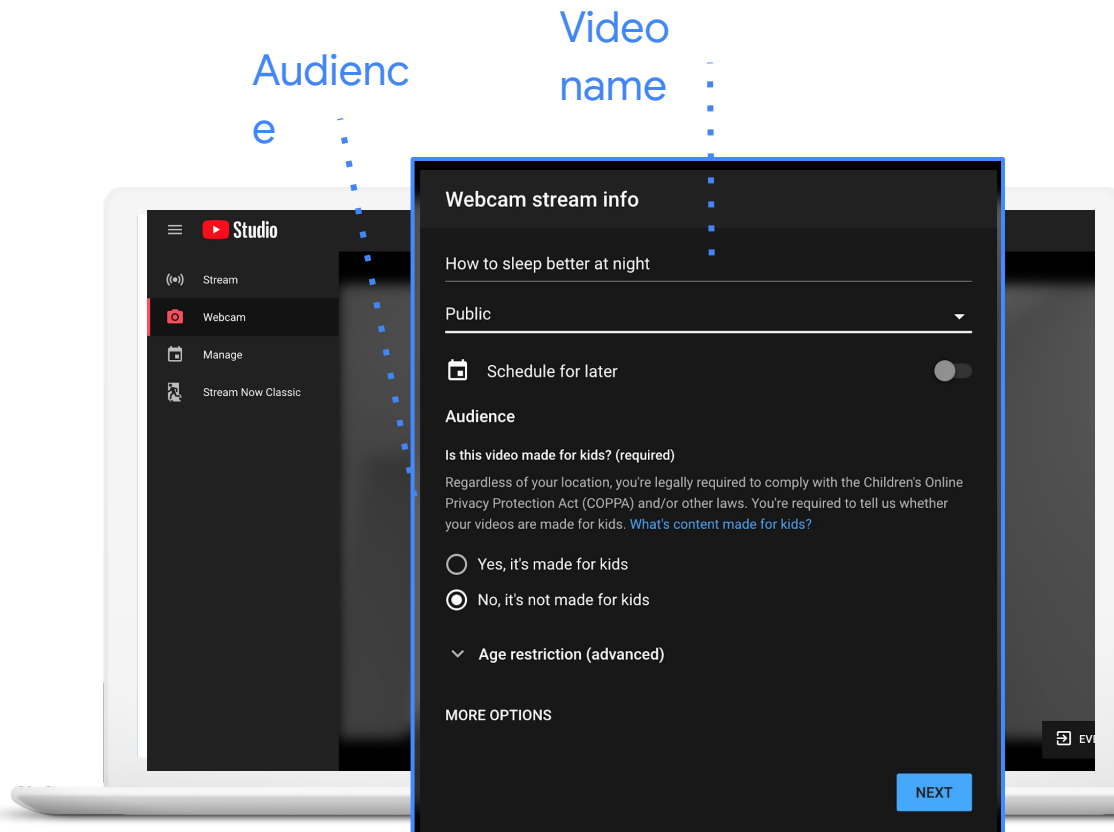 Video
name
Audienc
e
Studio
Stream
Webcam
Manage
Stream Now Classic
Webcam stream info
How to sleep better at night
Public
Schedule for later
Audience
Is this video made for kids? (required)
Regardless of your location, you're legally required to comply with the Children's Online
Privacy Protection Act (COPPA) and/or other laws. You're required to tell us whether
your videos are made for kids. What's content made for kids?
Yes, it's made for kids
No, it's not made for kids
Age restriction (advanced)
MORE OPTIONS
NEXT